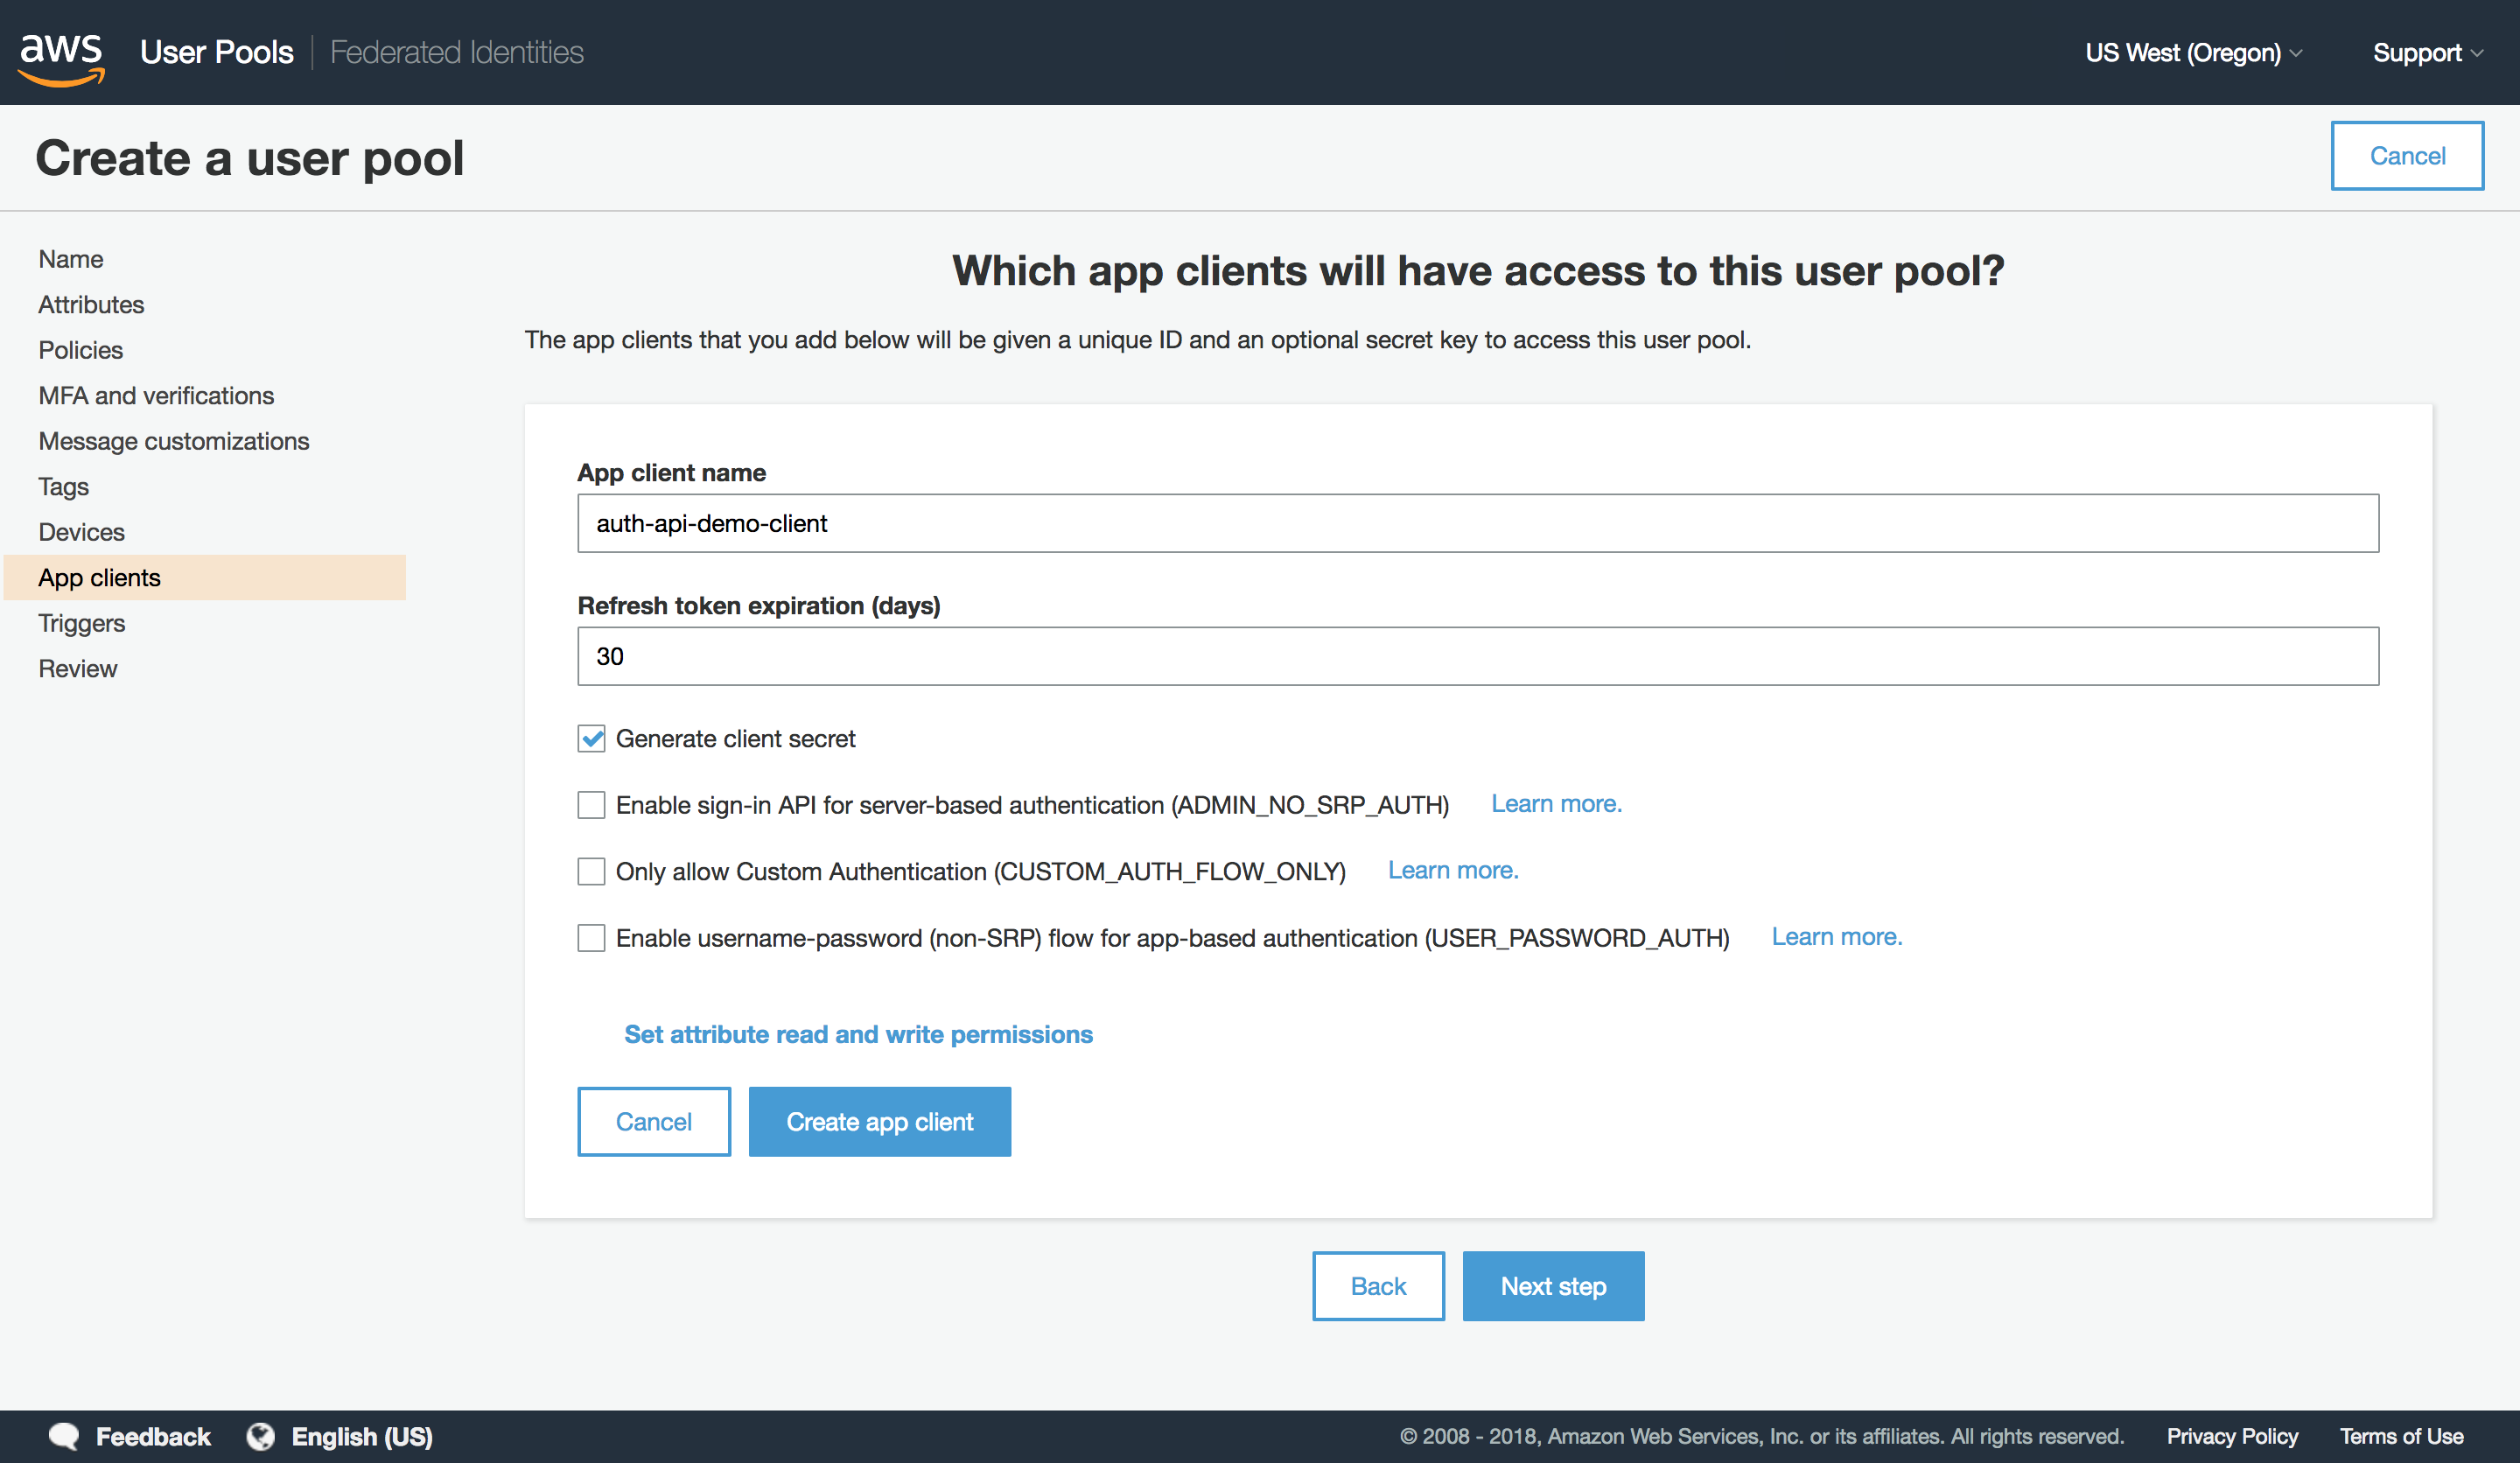 aws User Pools Federated Identities US West (Oregon) Support
Create a user pool Cancel
Name
Attributes
Policies
MFA and verifications
Message customizations
Tags
Devices
App clients
Triggers
Review
Which app clients will have access to this user pool?
The app clients that you add below will be given a unique ID and an optional secret key to access this user pool.
App client name
auth-api-demo-client
Refresh token expiration (days)
30
Generate client secret
Enable sign-in API for server-based authentication (ADMIN_NO_SRP_AUTH) Learn more.
Only allow Custom Authentication (CUSTOM_AUTH_FLOW_ONLY) Learn more.
Enable username-password (non-SRP) flow for app-based authentication (USER_PASSWORD_AUTH) Learn more.
Set attribute read and write permissions
Cancel Create app client
Back Next step
Feedback English (US) © 2008 - 2018, Amazon Web Services, Inc. or its affiliates. All rights reserved. Privacy Policy Terms of Use